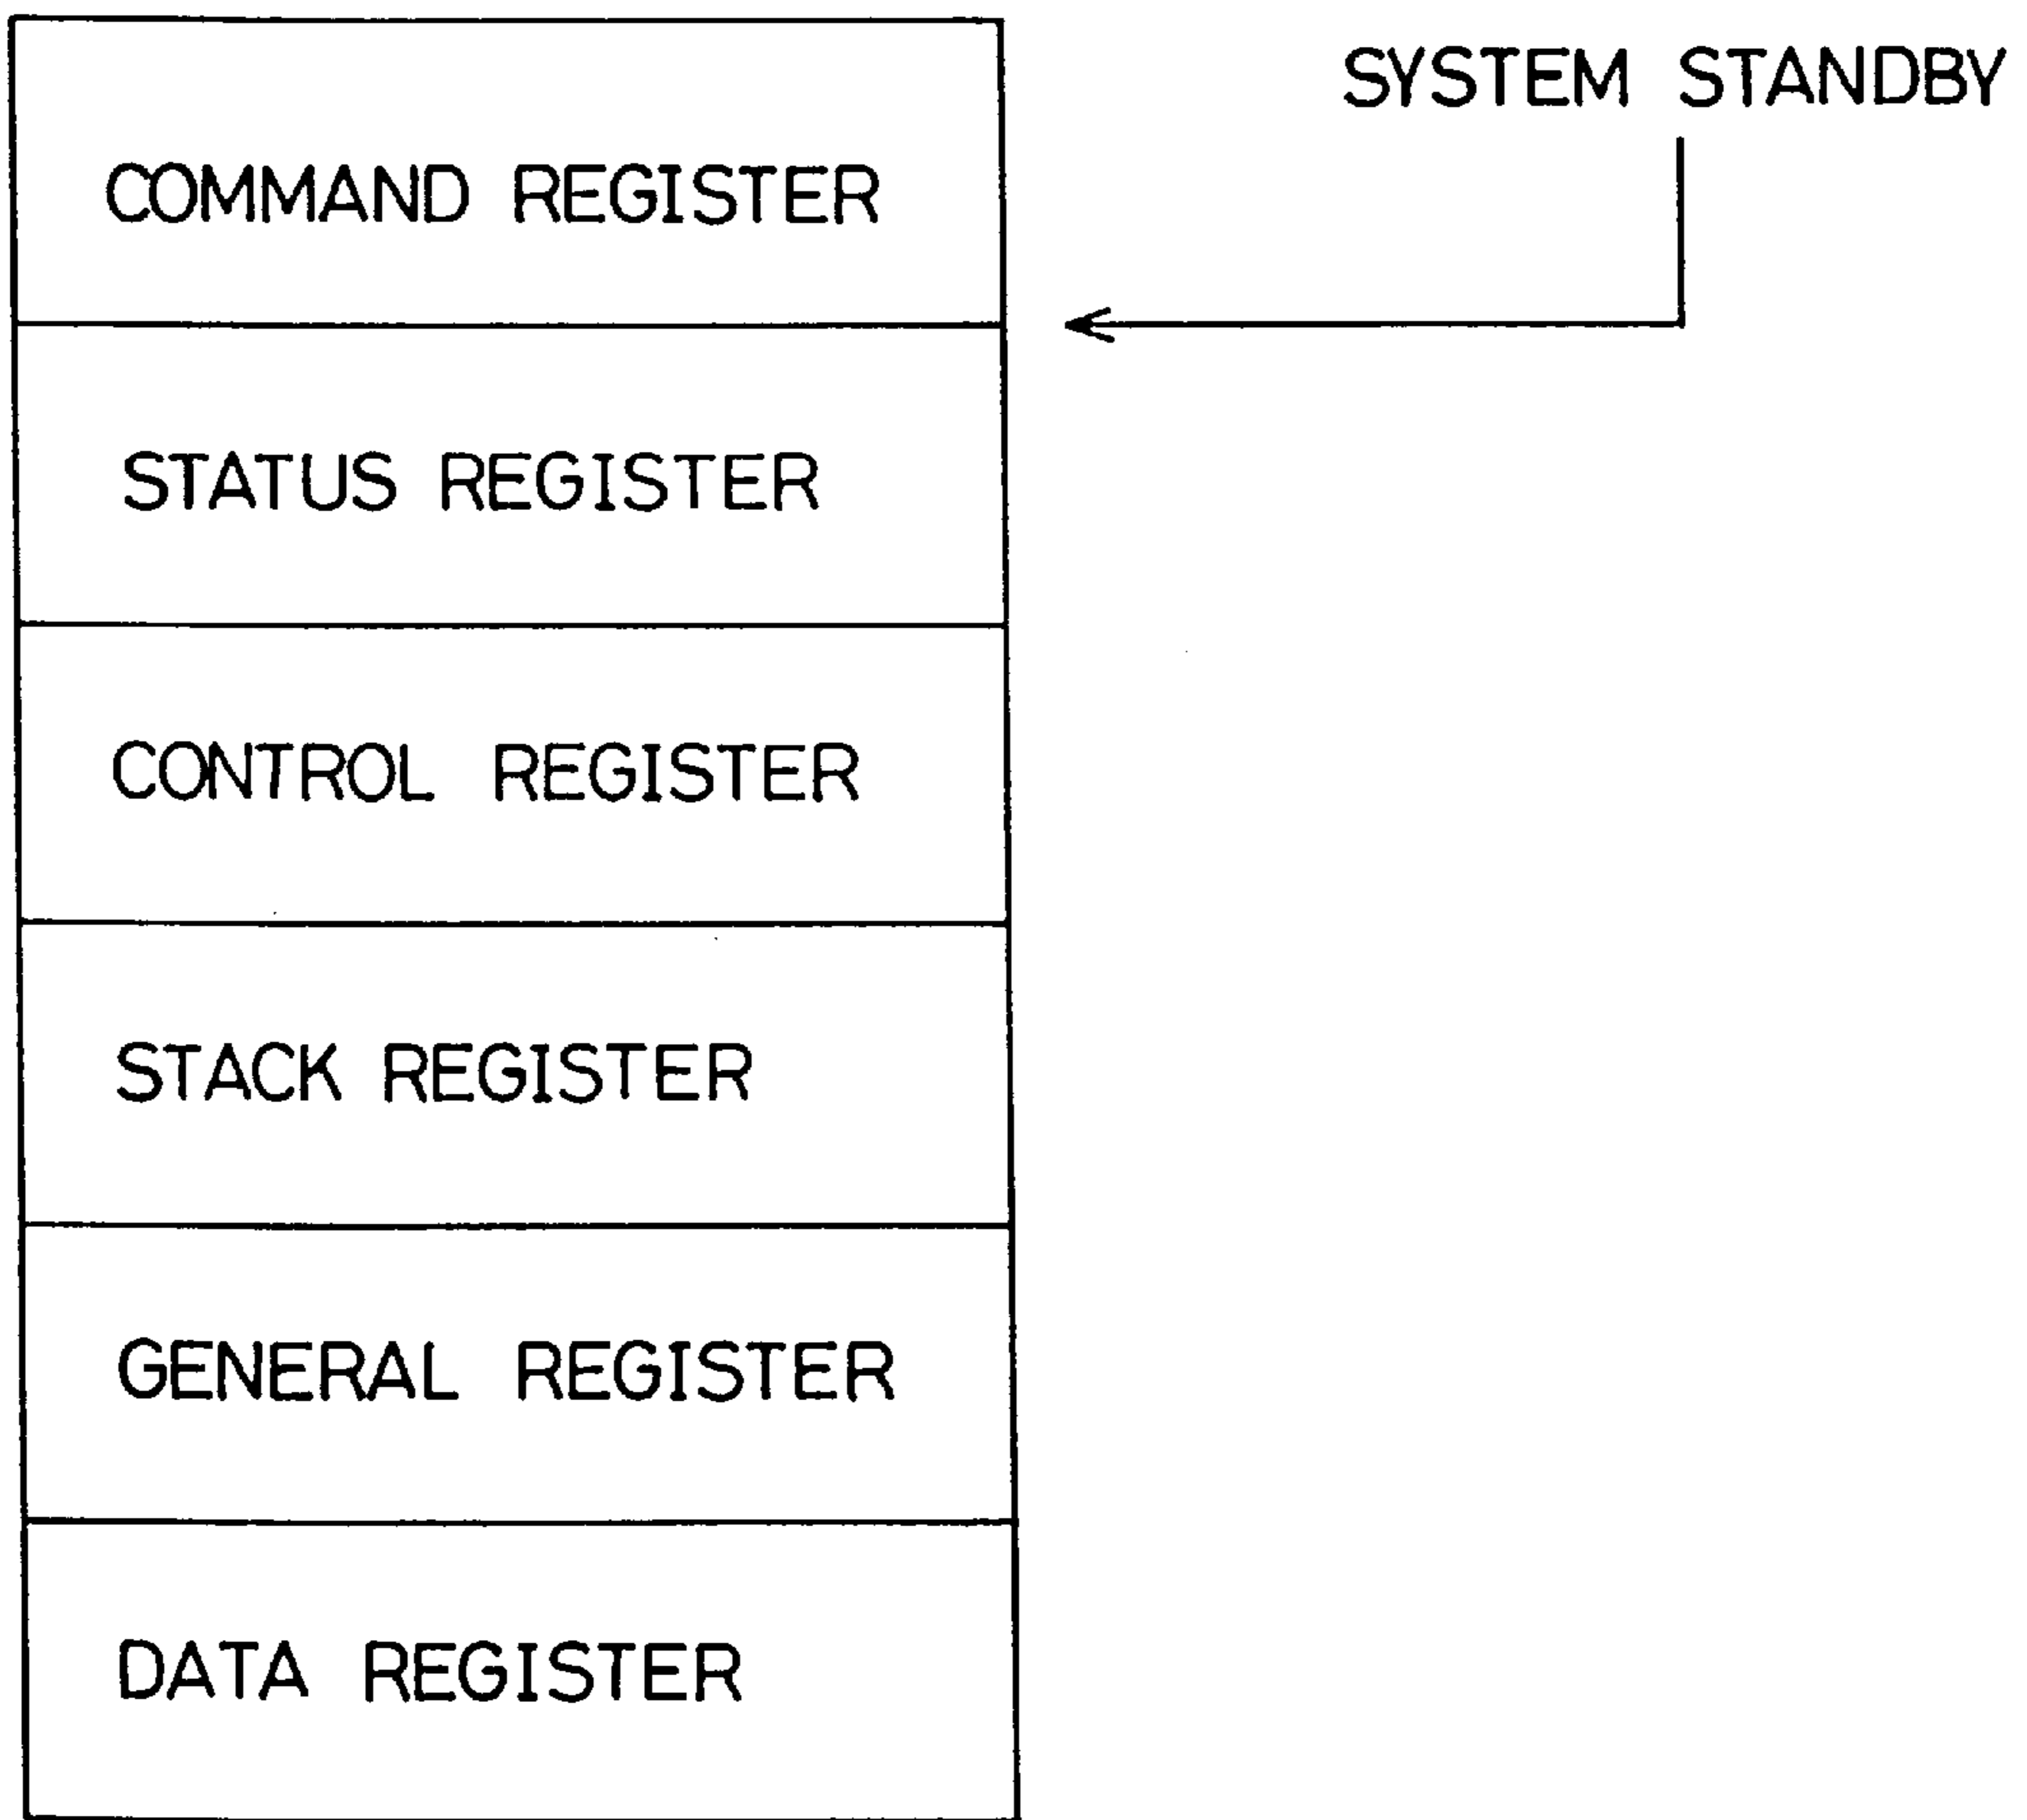 SYSTEM STANDBY
COMMAND REGISTER
STATUS REGISTER
CONTROL REGISTER
STACK REGISTER
GENERAL REGISTER
DATA REGISTER